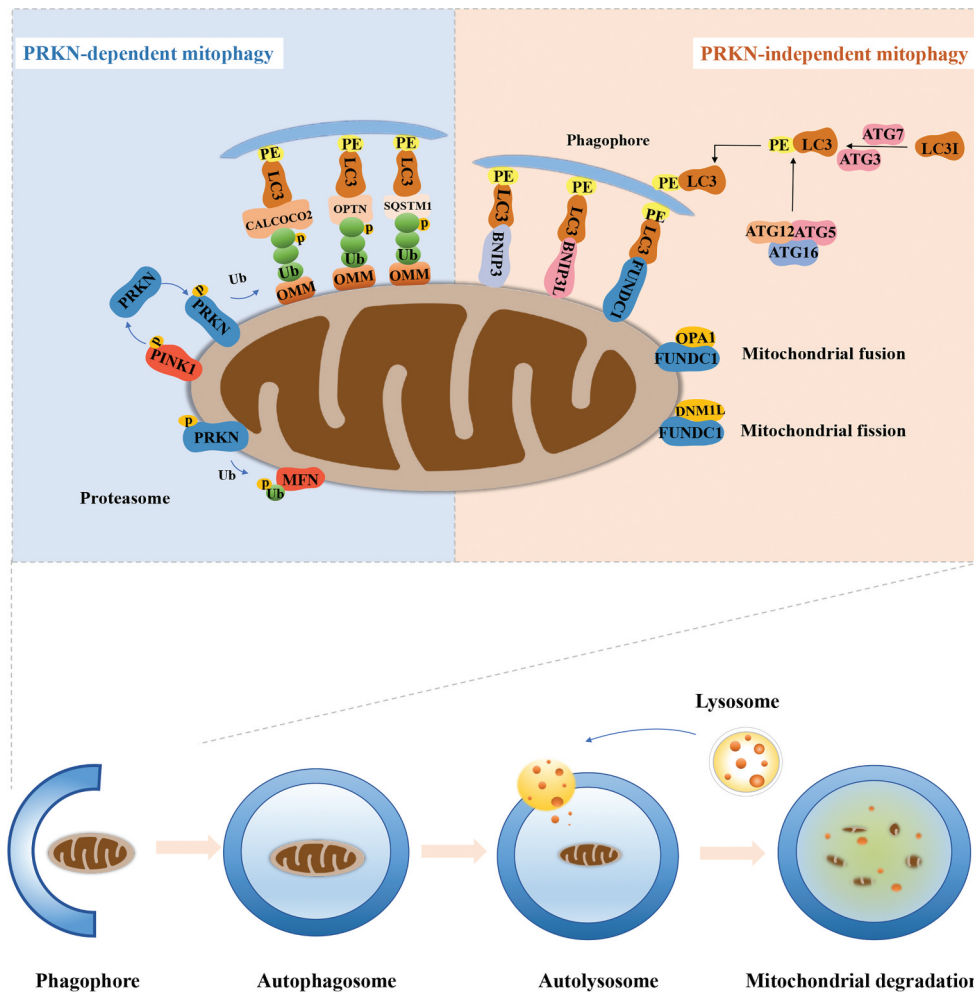 PRKN-dependent mitophagy
PRKN-independent mitophagy
PE
LC3
CALCOCO2
p
Ub
OMM
PE
LC3
OPTN
p
Ub
OMM
PE
LC3
SQSTM1
p
Ub
OMM
Phagophore
PE
LC3
BNIP3
PE
LC3
BNIP3L
PE
LC3
FUNDC1
PE
LC3
PE
LC3
ATG7
ATG3
LC3I
ATG12
ATG5
ATG16
PRKN
p
PRKN
Ub
p
PINK1
p
PRKN
Ub
p
Ub
MFN
Proteasome
OPA1
FUNDC1
Mitochondrial fusion
DNM1L
FUNDC1
Mitochondrial fission
Lysosome
Phagophore
Autophagosome
Autolysosome
Mitochondrial degradation